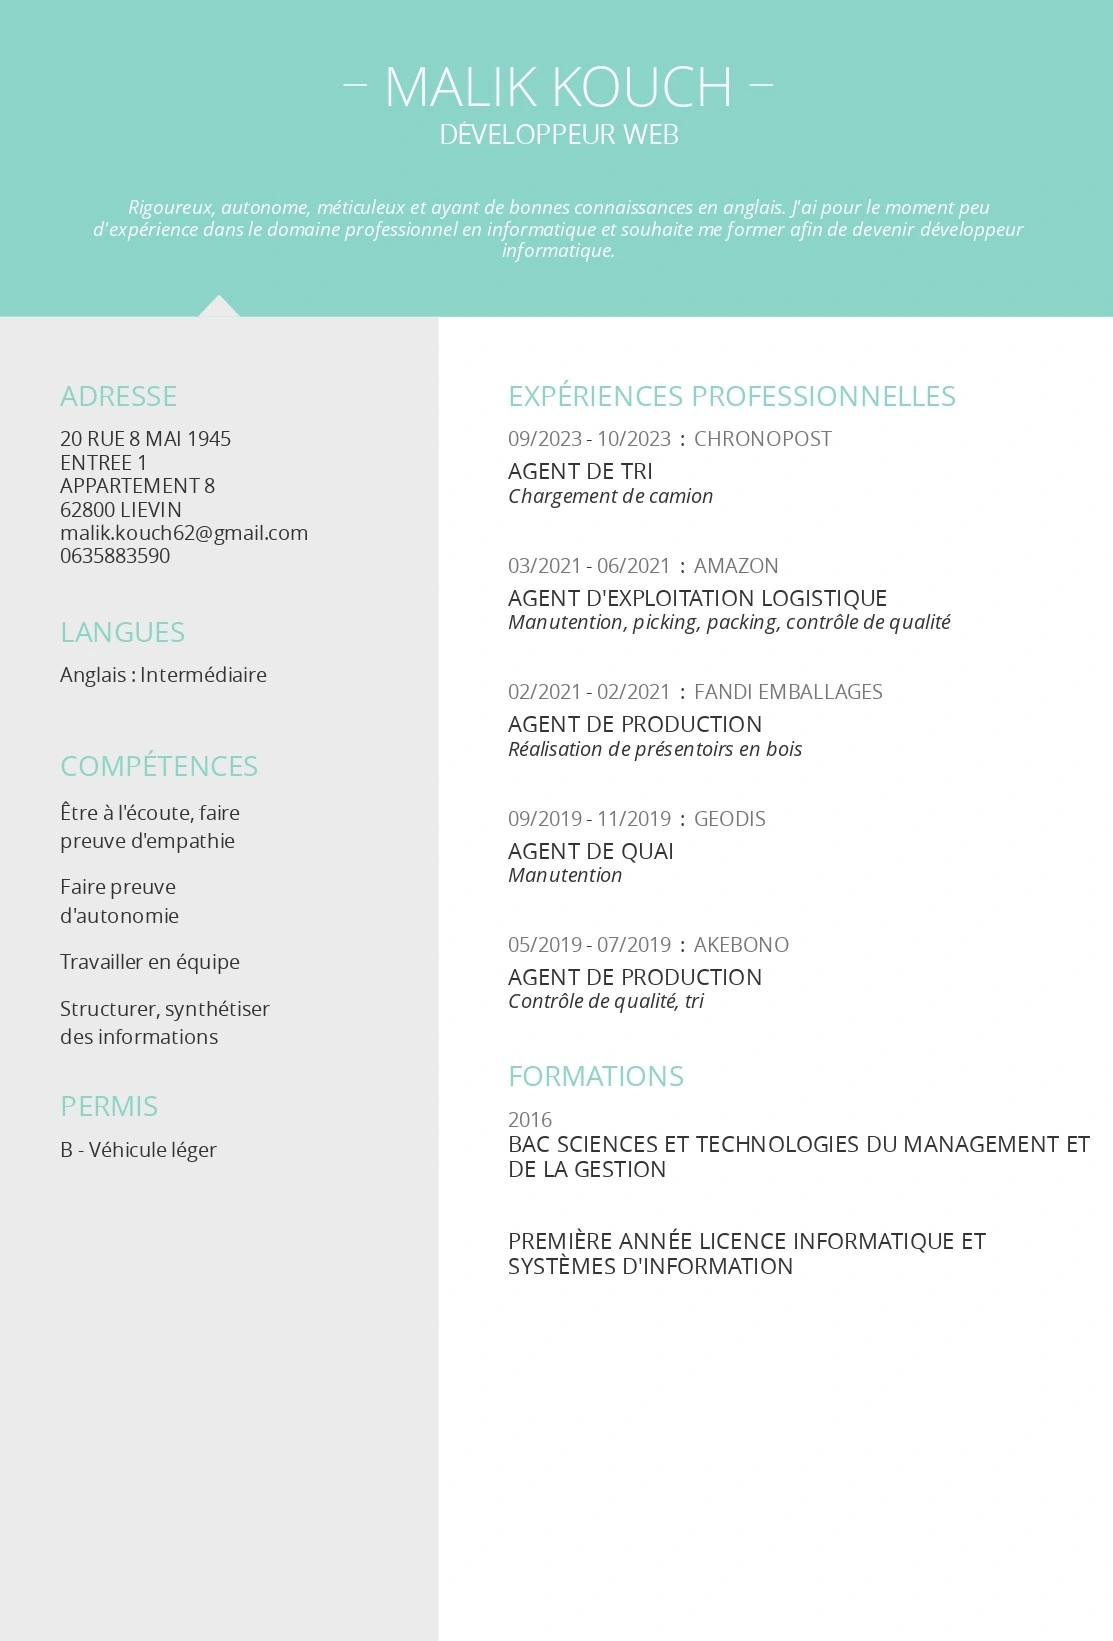 – MALIK KOUCH –
DÉVELOPPEUR WEB
Rigoureux, autonome, méticuleux et ayant de bonnes connaissances en anglais. J'ai pour le moment peu
d'expérience dans le domaine professionnel en informatique et souhaite me former afin de devenir développeur
informatique.
ADRESSE
20 RUE 8 MAI 1945
ENTREE 1
APPARTEMENT 8
62800 LIEVIN
malik.kouch62@gmail.com
0635883590
LANGUES
Anglais : Intermédiaire
COMPÉTENCES
Être à l'écoute, faire
preuve d'empathie
Faire preuve
d'autonomie
Travailler en équipe
Structurer, synthétiser
des informations
PERMIS
B - Véhicule léger
EXPÉRIENCES PROFESSIONNELLES
09/2023 - 10/2023 : CHRONOPOST
AGENT DE TRI
Chargement de camion
03/2021 - 06/2021 : AMAZON
AGENT D'EXPLOITATION LOGISTIQUE
Manutention, picking, packing, contrôle de qualité
02/2021 - 02/2021 : FANDI EMBALLAGES
AGENT DE PRODUCTION
Réalisation de présentoirs en bois
09/2019 - 11/2019 : GEODIS
AGENT DE QUAI
Manutention
05/2019 - 07/2019 : AKEBONO
AGENT DE PRODUCTION
Contrôle de qualité, tri
FORMATIONS
2016
BAC SCIENCES ET TECHNOLOGIES DU MANAGEMENT ET
DE LA GESTION
PREMIÈRE ANNÉE LICENCE INFORMATIQUE ET
SYSTÈMES D'INFORMATION